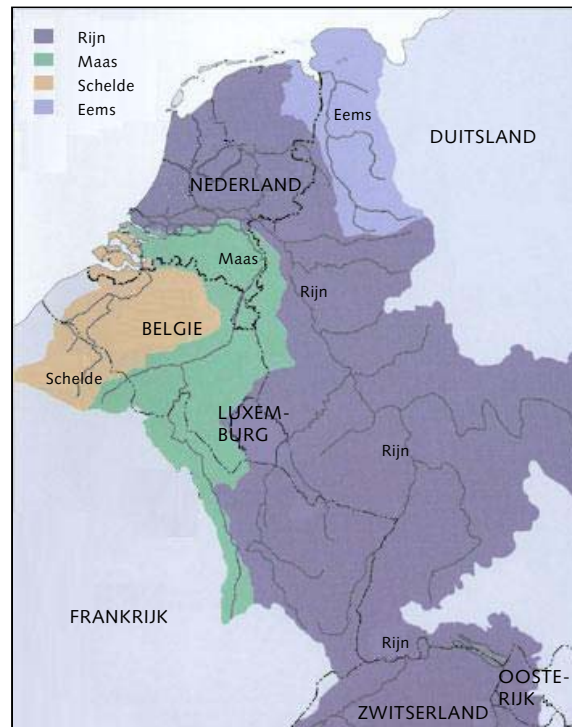 Rijn
Maas
Schelde
Eems
Eems
DUITSLAND
NEDERLAND
Maas
Rijn
BELGIE
Schelde
LUXEM-
BURG
Rijn
FRANKRIJK
Rijn
OOSTE-
RIJK
ZWITSERLAND